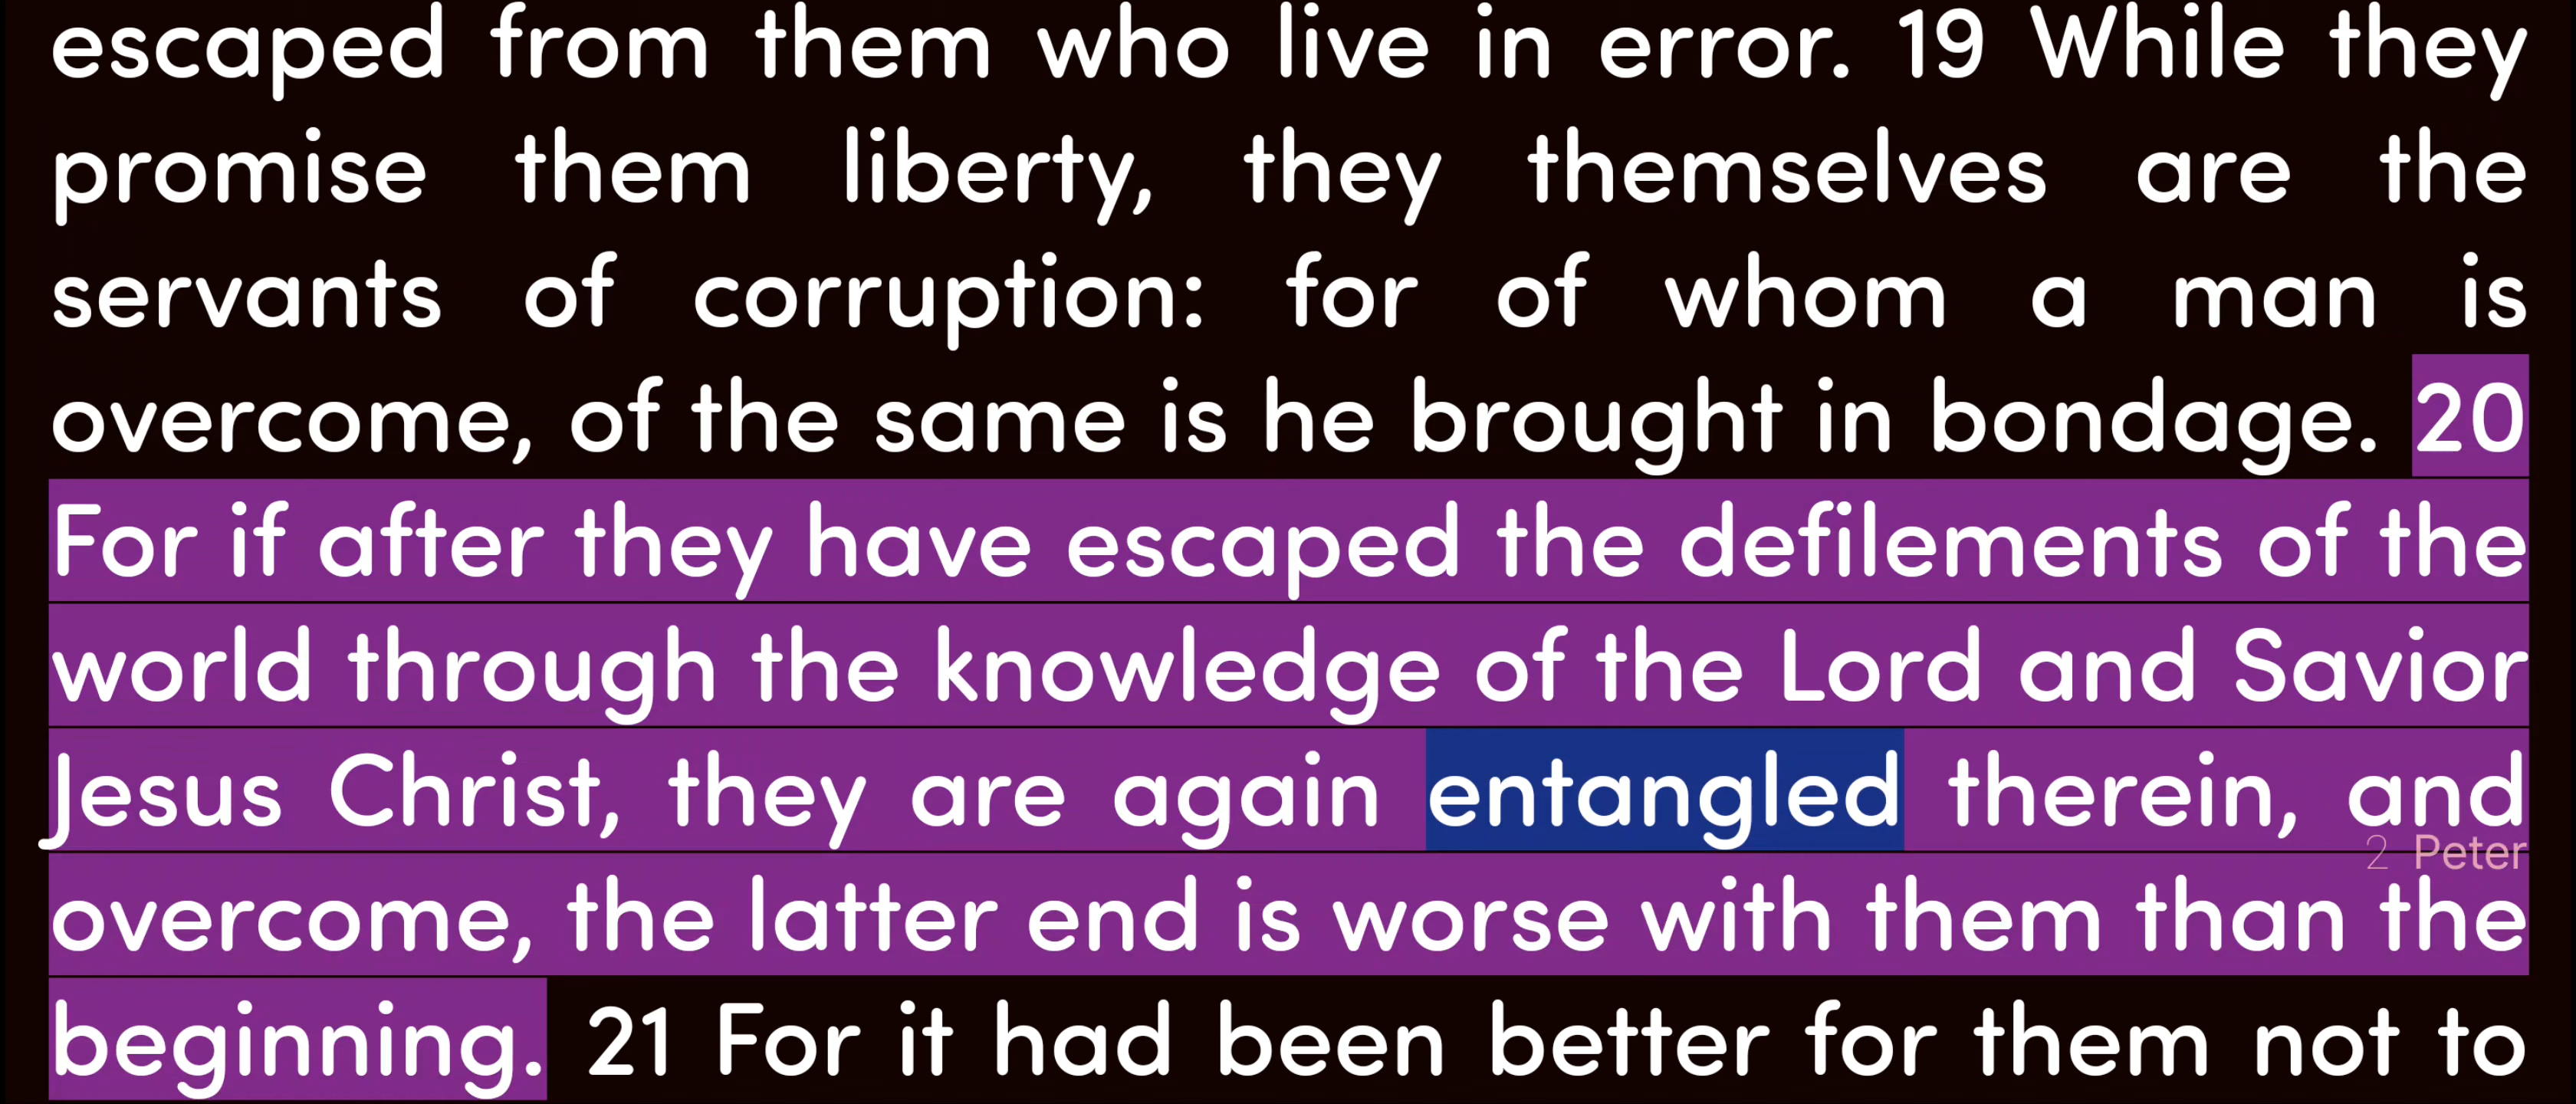 escaped from them who live in error. 19 While they
promise them liberty, they themselves are the
servants of corruption: for of whom a man is
overcome, of the same is he brought in bondage. 20
For if after they have escaped the defilements of the
world through the knowledge of the Lord and Savior
Jesus Christ, they are again entangled therein, and
2 Peter
overcome, the latter end is worse with them than the
beginning. 21 For it had been better for them not to